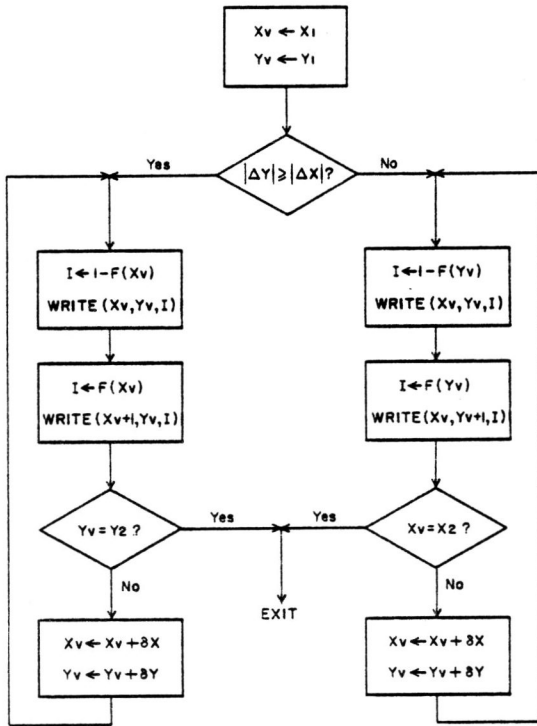 Xv ← X1
Yv ← Y1
|ΔY| ⩾ |ΔX| ?
Yes
No
I ← 1-F(Xv)
WRITE (Xv,Yv,I)
I ← 1-F(Yv)
WRITE (Xv,Yv,I)
I ← F(Xv)
WRITE(Xv+1,Yv,I)
I ← F(Yv)
WRITE(Xv,Yv+1,I)
Yv = Y2 ?
Yes
Yes
Xv = X2 ?
No
EXIT
No
Xv ← Xv + δX
Yv ← Yv + δY
Xv ← Xv + δX
Yv ← Yv + δY